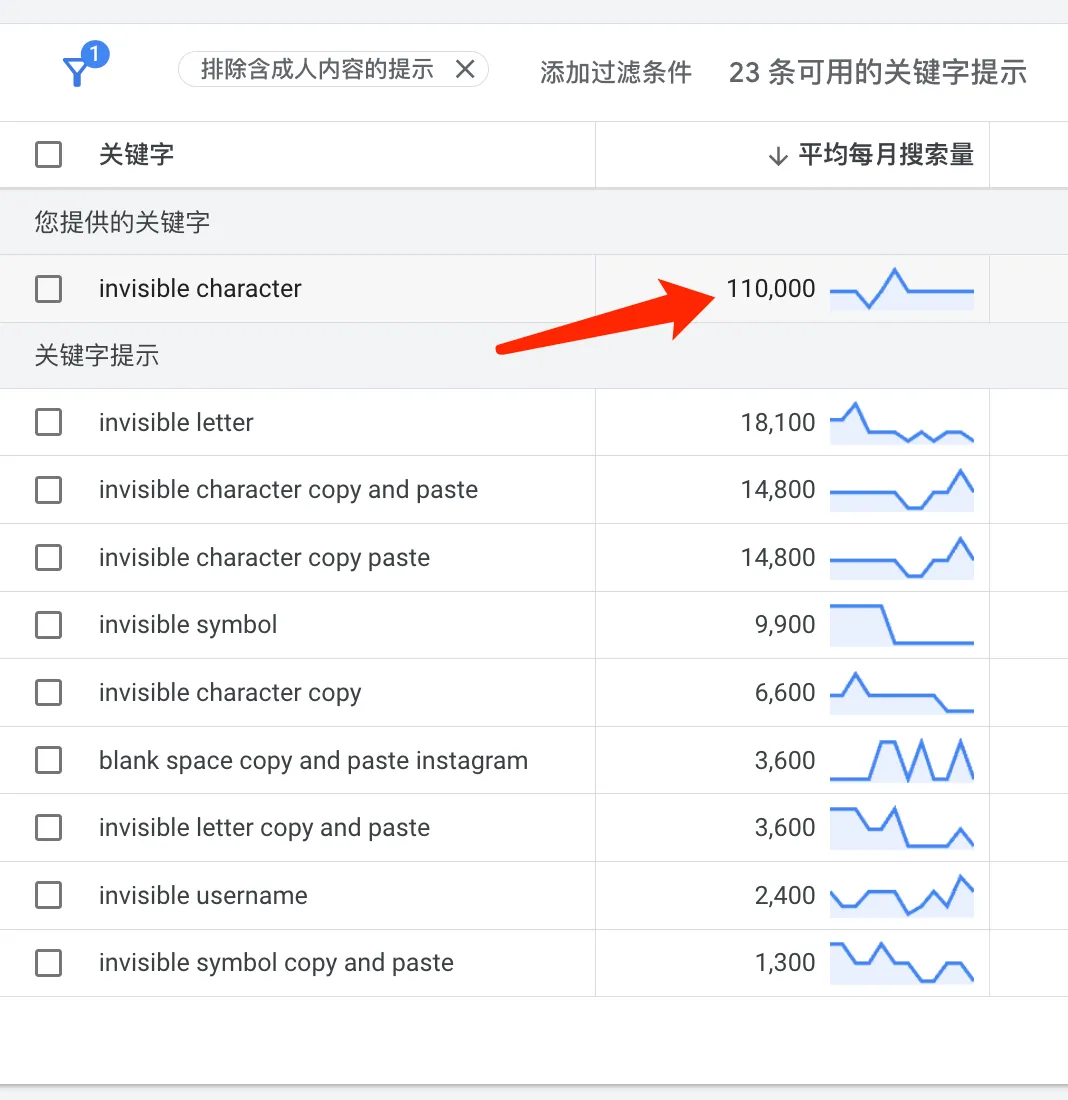 1
排除含成人内容的提示
添加过滤条件
23 条可用的关键字提示
关键字
平均每月搜索量
您提供的关键字
invisible character 110,000
关键字提示
invisible letter 18,100
invisible character copy and paste 14,800
invisible character copy paste 14,800
invisible symbol 9,900
invisible character copy 6,600
blank space copy and paste instagram 3,600
invisible letter copy and paste 3,600
invisible username 2,400
invisible symbol copy and paste 1,300